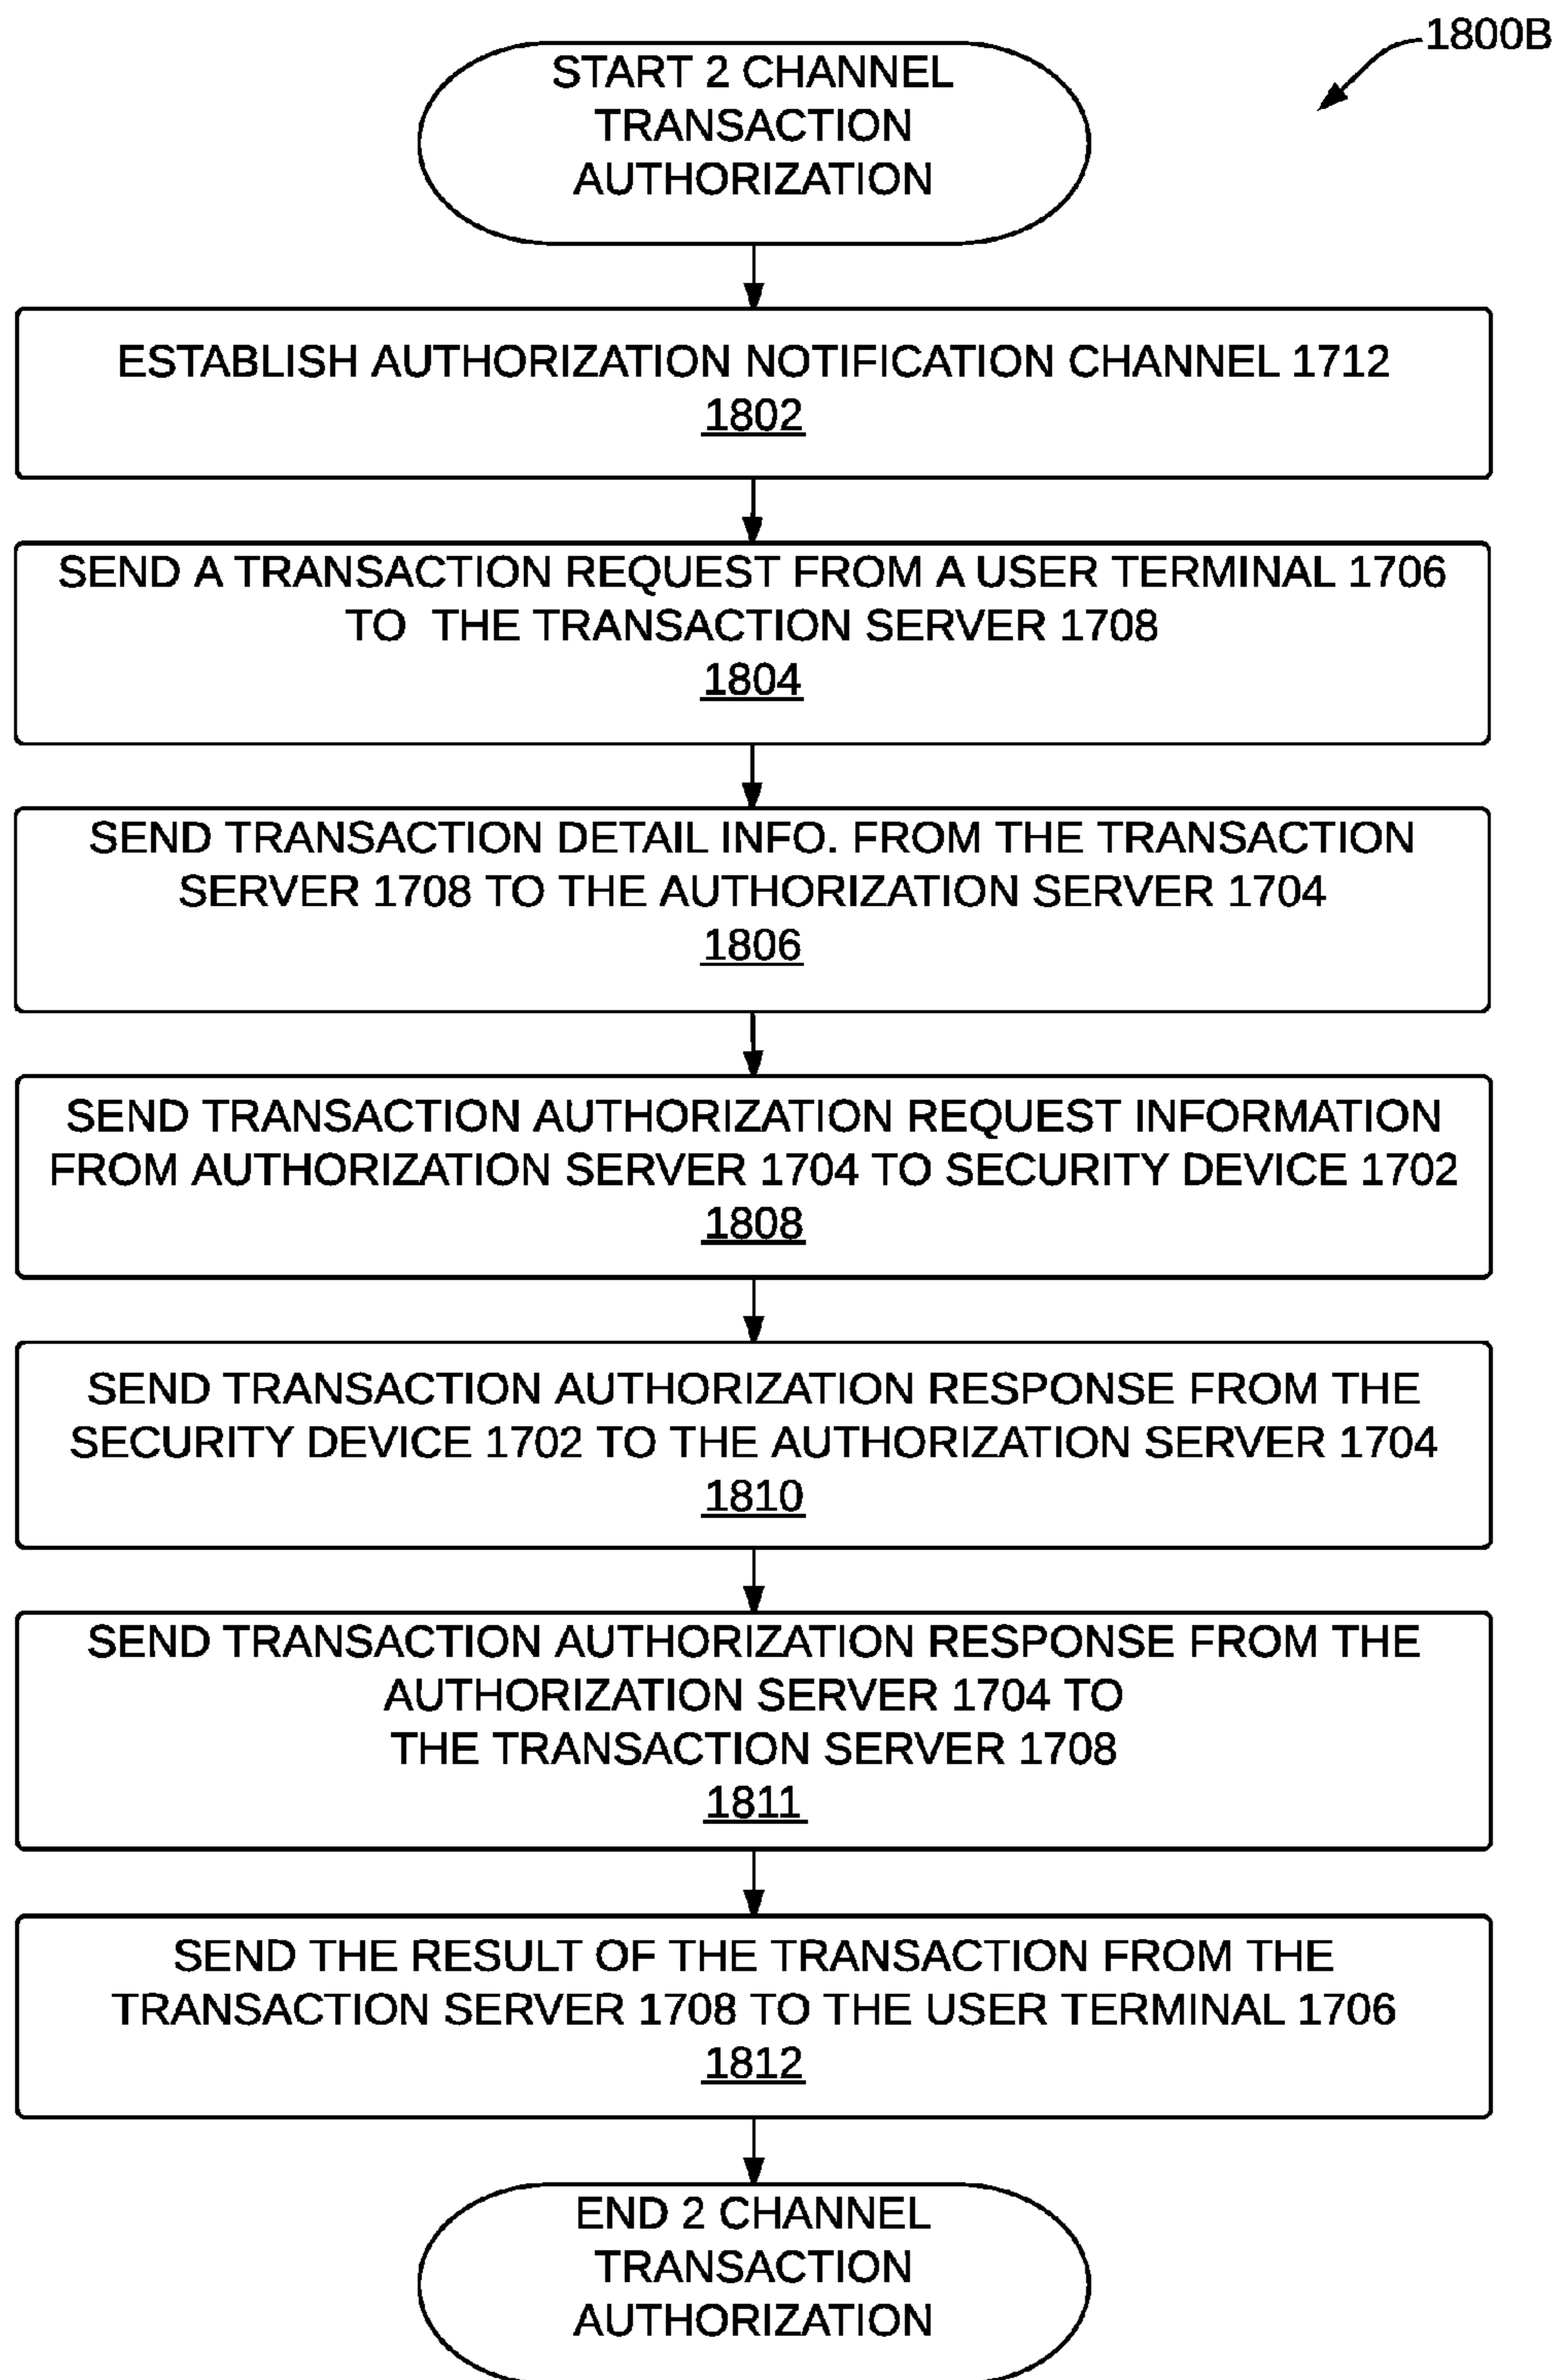 1800B
START 2 CHANNEL
TRANSACTION
AUTHORIZATION
ESTABLISH AUTHORIZATION NOTIFICATION CHANNEL 1712
1802
SEND A TRANSACTION REQUEST FROM A USER TERMINAL 1706
TO THE TRANSACTION SERVER 1708
1804
SEND TRANSACTION DETAIL INFO. FROM THE TRANSACTION
SERVER 1708 TO THE AUTHORIZATION SERVER 1704
1806
SEND TRANSACTION AUTHORIZATION REQUEST INFORMATION
FROM AUTHORIZATION SERVER 1704 TO SECURITY DEVICE 1702
1808
SEND TRANSACTION AUTHORIZATION RESPONSE FROM THE
SECURITY DEVICE 1702 TO THE AUTHORIZATION SERVER 1704
1810
SEND TRANSACTION AUTHORIZATION RESPONSE FROM THE
AUTHORIZATION SERVER 1704 TO
THE TRANSACTION SERVER 1708
1811
SEND THE RESULT OF THE TRANSACTION FROM THE
TRANSACTION SERVER 1708 TO THE USER TERMINAL 1706
1812
END 2 CHANNEL
TRANSACTION
AUTHORIZATION